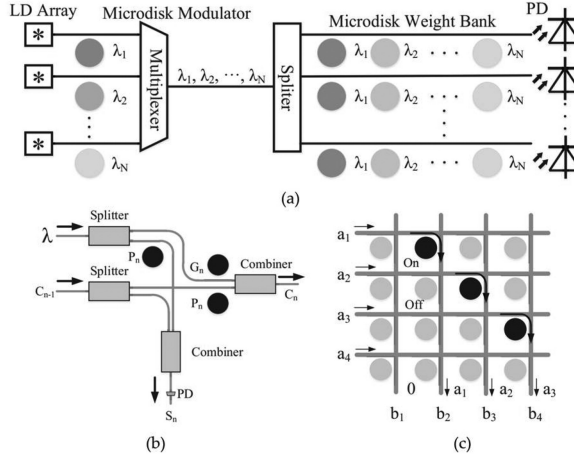 LD Array Microdisk Modulator Microdisk Weight Bank PD
* λ1 λ1 λ2 · · · λN
* λ2 Multiplexer λ1, λ2, ···, λN Spliter λ1 λ2 · · · λN
* λN λ1 λ2 · · · λN
(a)
Splitter
λ
Pn Gn Combiner
Splitter
Cn-1 Pn Cn
Combiner
PD
Sn
(b)
a1
On
a2
Off
a3
a4
0 a1 a2 a3
b1 b2 b3 b4
(c)